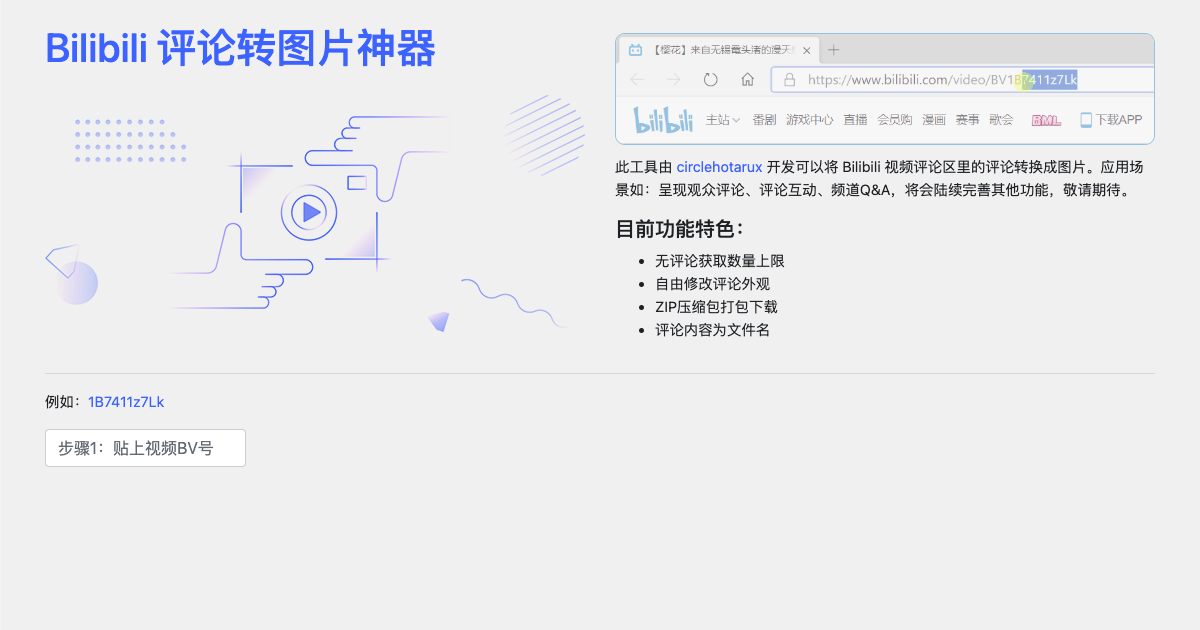 Bilibili 评论转图片神器
【樱花】来自无锡鼋头渚的漫天
https://www.bilibili.com/video/BV1B7411z7Lk
bilibili 主站 番剧 游戏中心 直播 会员购 漫画 赛事 歌会 BML 下载APP
此工具由 circlehotarux 开发可以将 Bilibili 视频评论区里的评论转换成图片。应用场
景如：呈现观众评论、评论互动、频道Q&A，将会陆续完善其他功能，敬请期待。
目前功能特色：
无评论获取数量上限
自由修改评论外观
ZIP压缩包打包下载
评论内容为文件名
例如：1B7411z7Lk
步骤1：贴上视频BV号